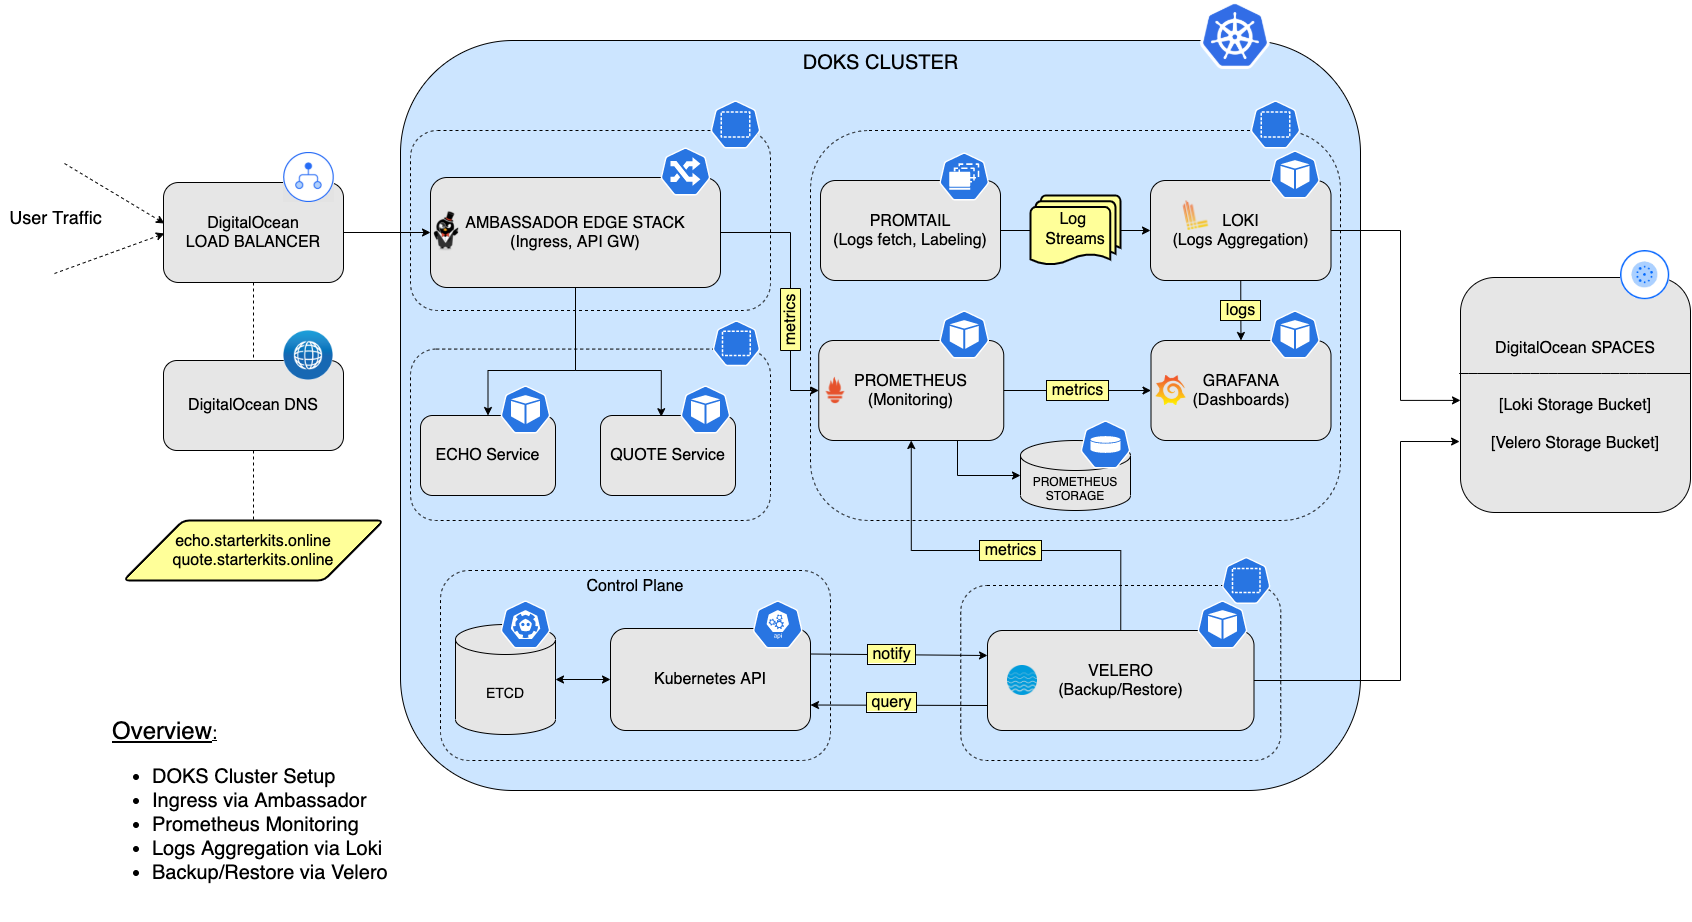 DOKS CLUSTER
User Traffic
DigitalOcean
LOAD BALANCER
AMBASSADOR EDGE STACK
(Ingress, API GW)
metrics
PROMTAIL
(Logs fetch, Labeling)
Log
Streams
LOKI
(Logs Aggregation)
logs
DigitalOcean DNS
echo.starterkits.online
quote.starterkits.online
ECHO Service
QUOTE Service
PROMETHEUS
(Monitoring)
metrics
GRAFANA
(Dashboards)
PROMETHEUS
STORAGE
DigitalOcean SPACES
[Loki Storage Bucket]
[Velero Storage Bucket]
metrics
Control Plane
ETCD
api
Kubernetes API
notify
query
VELERO
(Backup/Restore)
Overview:
• DOKS Cluster Setup
• Ingress via Ambassador
• Prometheus Monitoring
• Logs Aggregation via Loki
• Backup/Restore via Velero